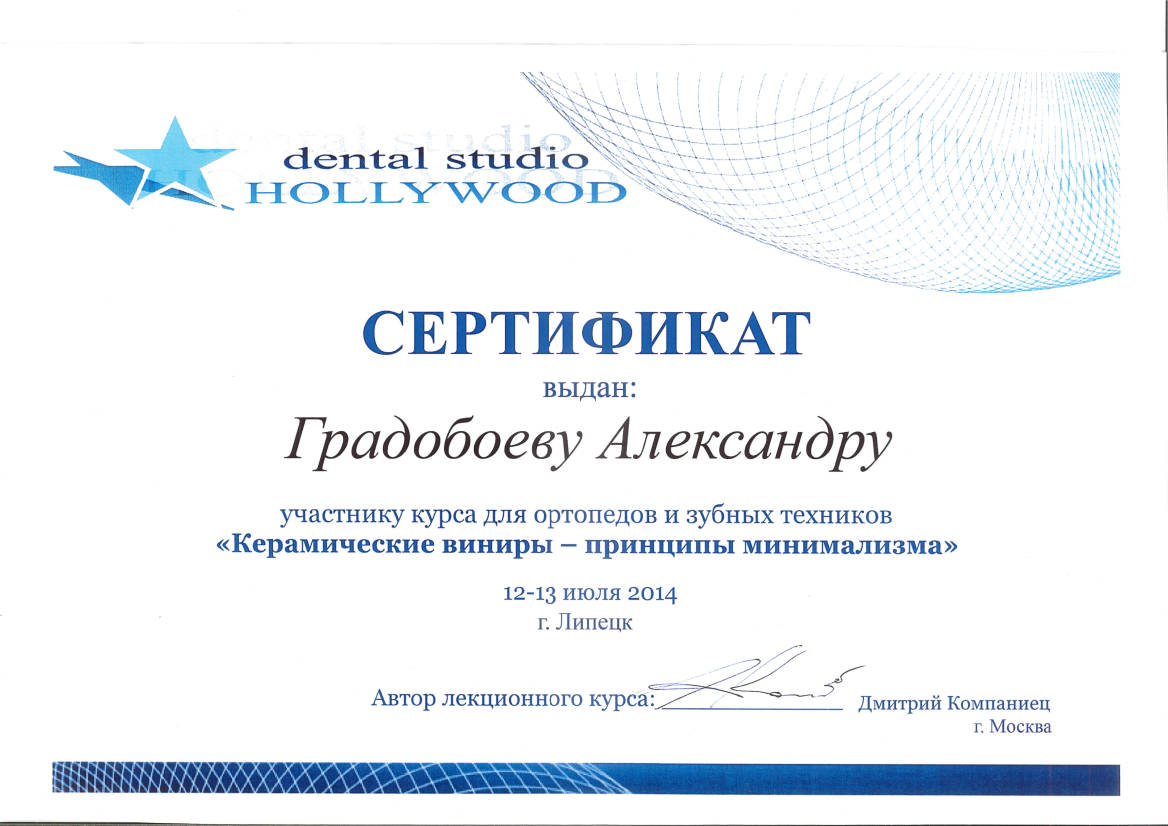 dental studio
HOLLYWOOD
СЕРТИФИКАТ
выдан:
Градобоеву Александру
участнику курса для ортопедов и зубных техников
«Керамические виниры – принципы минимализма»
12-13 июля 2014
г. Липецк
Автор лекционного курса:
Дмитрий Компаниец
г. Москва